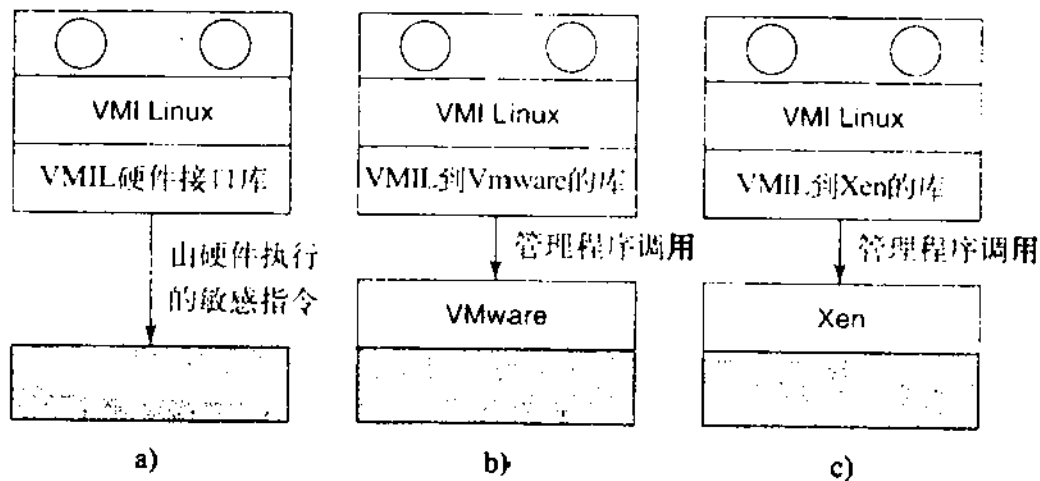 VMI Linux
VMIL硬件接口库
由硬件执行
的敏感指令
a)
VMI Linux
VMIL到Vmware的库
管理程序调用
VMware
b)
VMI Linux
VMIL到Xen的库
管理程序调用
Xen
c)